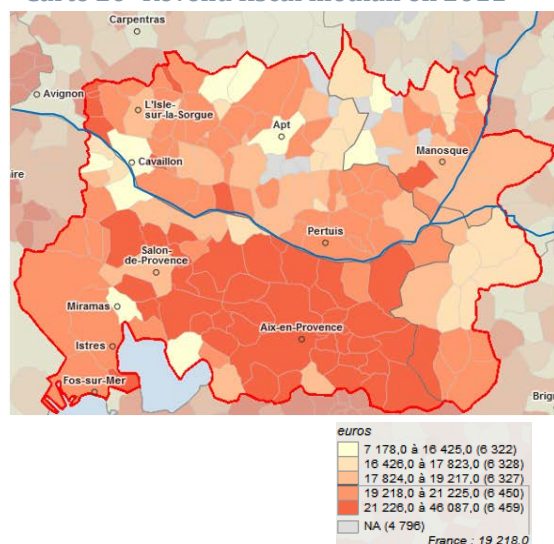 Carpentras
Avignon
L'Isle-
sur-la-Sorgue
Apt
Cavaillon
Manosque
aire
Pertuis
Salon-
de-Provence
Miramas
Aix-en-Provence
Istres
Fos-sur-Mer
Brig
euros
7 178,0 à 16 425,0 (6 322)
16 426,0 à 17 823,0 (6 328)
17 824,0 à 19 217,0 (6 327)
19 218,0 à 21 225,0 (6 450)
21 226,0 à 46 087,0 (6 459)
NA (4 796)
France : 19 218,0